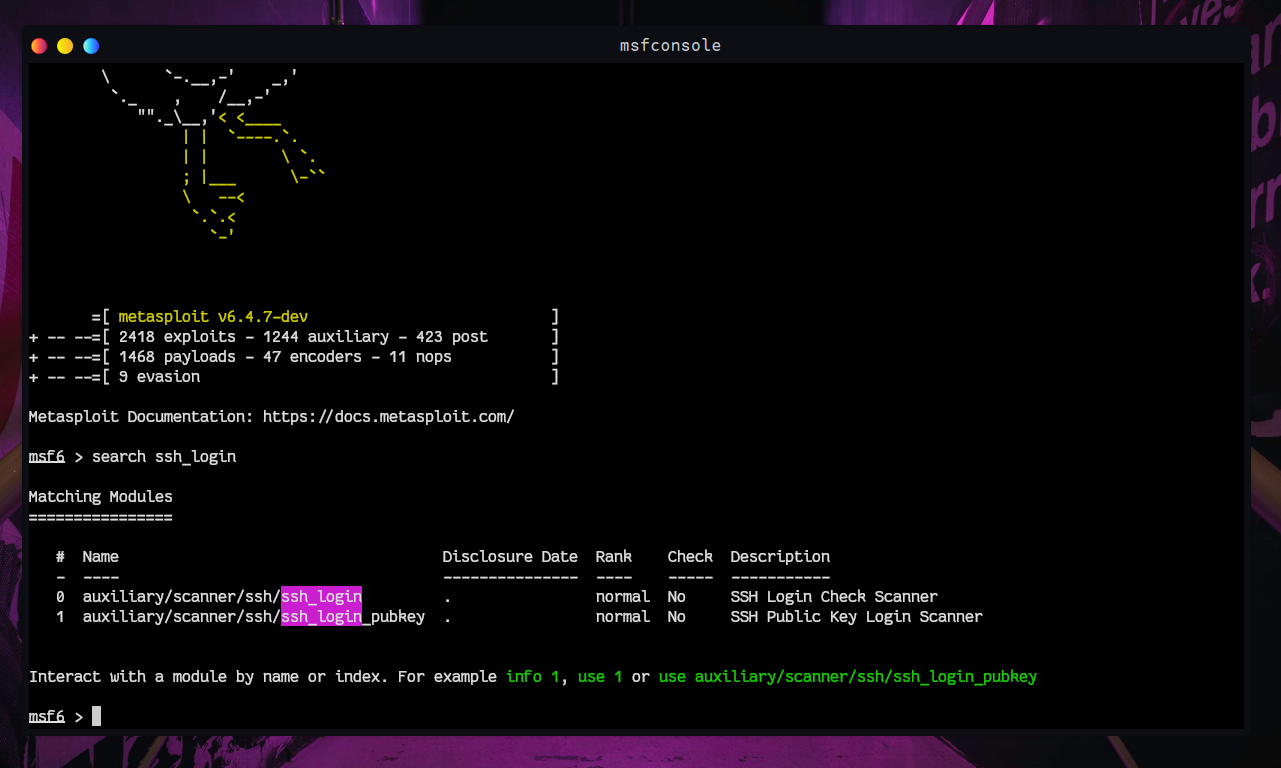 msfconsole
=[ metasploit v6.4.7-dev ]
+ -- --=[ 2418 exploits - 1244 auxiliary - 423 post ]
+ -- --=[ 1468 payloads - 47 encoders - 11 nops ]
+ -- --=[ 9 evasion ]
Metasploit Documentation: https://docs.metasploit.com/
msf6 > search ssh_login
Matching Modules
================
# Name Disclosure Date Rank Check Description
- ---- --------------- ---- ----- -----------
0 auxiliary/scanner/ssh/ssh_login . normal No SSH Login Check Scanner
1 auxiliary/scanner/ssh/ssh_login_pubkey . normal No SSH Public Key Login Scanner
Interact with a module by name or index. For example info 1, use 1 or use auxiliary/scanner/ssh/ssh_login_pubkey
msf6 >